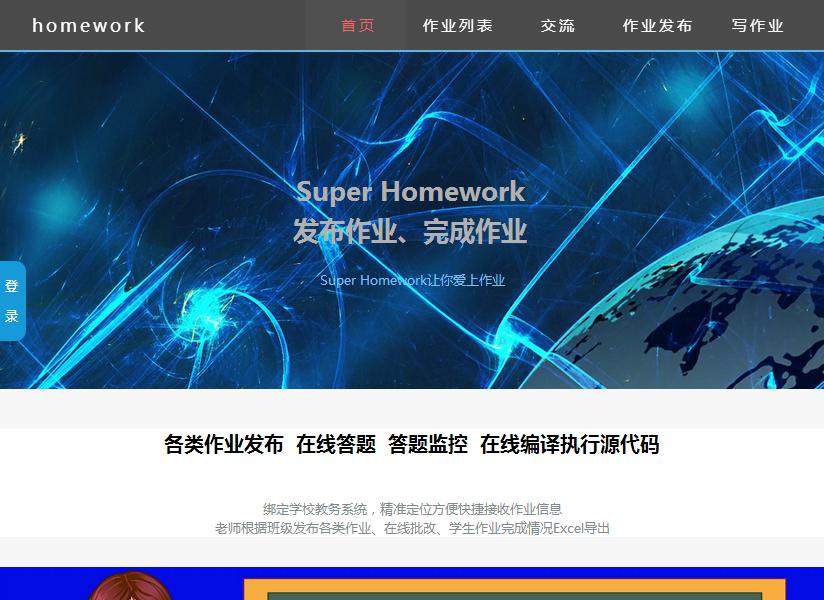 homework 首页 作业列表 交流 作业发布 写作业
Super Homework
发布作业、完成作业
Super Homework让你爱上作业
登
录
各类作业发布 在线答题 答题监控 在线编译执行源代码
绑定学校教务系统，精准定位方便快捷接收作业信息
老师根据班级发布各类作业、在线批改、学生作业完成情况Excel导出